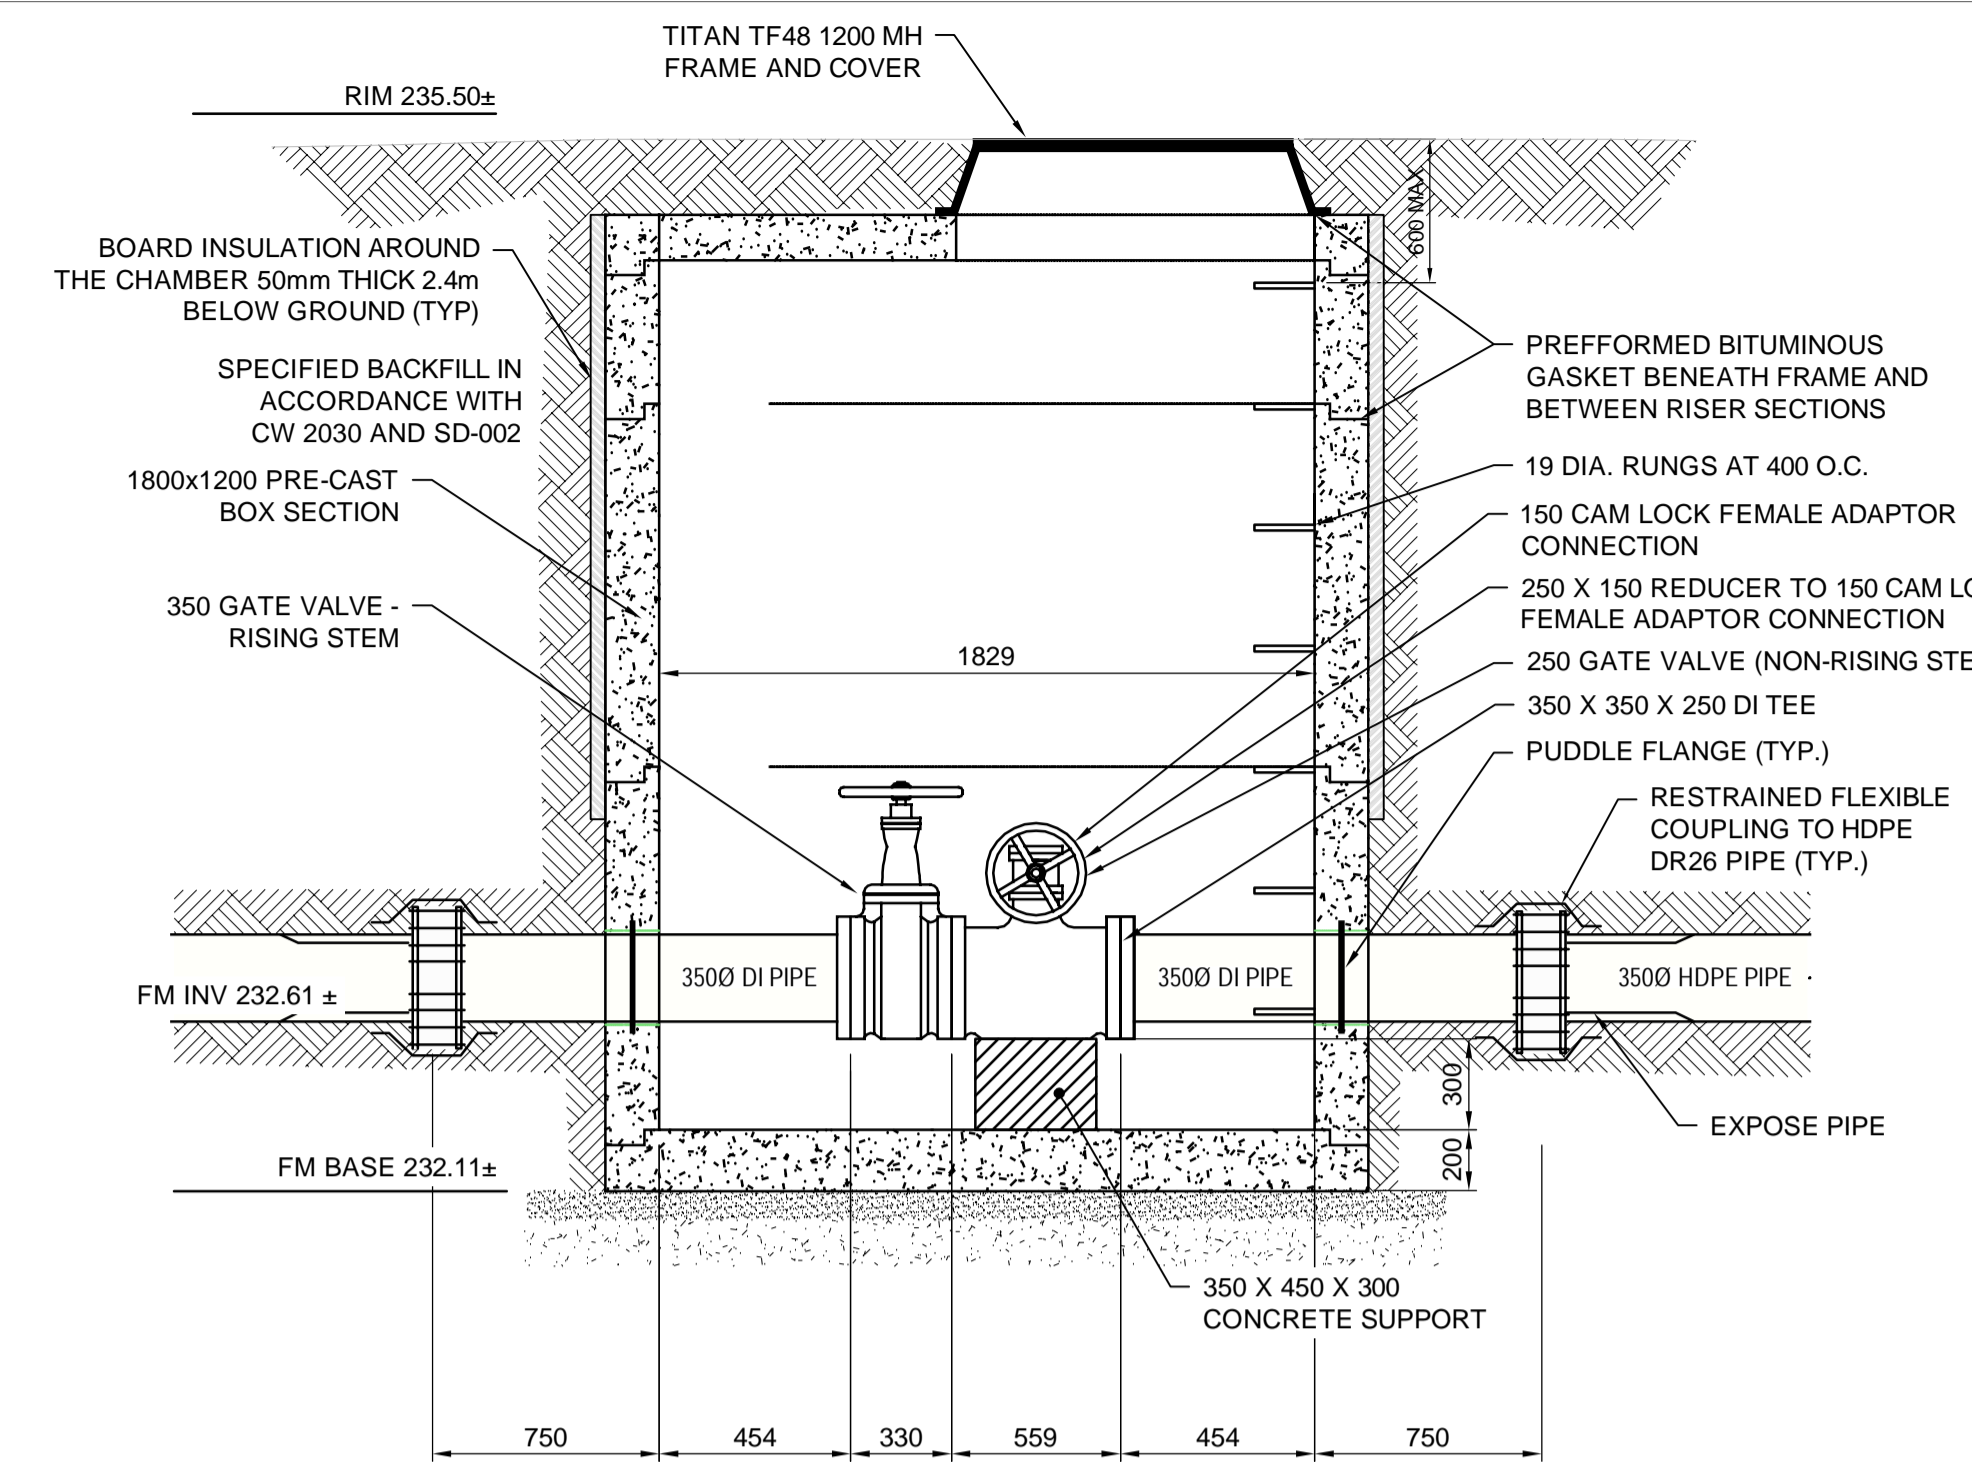 TITAN TF48 1200 MH
FRAME AND COVER
RIM 235.50±
600 MAX
BOARD INSULATION AROUND
THE CHAMBER 50mm THICK 2.4m
BELOW GROUND (TYP)
SPECIFIED BACKFILL IN
ACCORDANCE WITH
CW 2030 AND SD-002
1800x1200 PRE-CAST
BOX SECTION
350 GATE VALVE -
RISING STEM
PREFFORMED BITUMINOUS
GASKET BENEATH FRAME AND
BETWEEN RISER SECTIONS
19 DIA. RUNGS AT 400 O.C.
150 CAM LOCK FEMALE ADAPTOR
CONNECTION
250 X 150 REDUCER TO 150 CAM LO
FEMALE ADAPTOR CONNECTION
250 GATE VALVE (NON-RISING STE
350 X 350 X 250 DI TEE
PUDDLE FLANGE (TYP.)
RESTRAINED FLEXIBLE
COUPLING TO HDPE
DR26 PIPE (TYP.)
1829
350Ø DI PIPE
350Ø DI PIPE
350Ø HDPE PIPE
FM INV 232.61 ±
300
200
EXPOSE PIPE
FM BASE 232.11±
350 X 450 X 300
CONCRETE SUPPORT
750
454
330
559
454
750